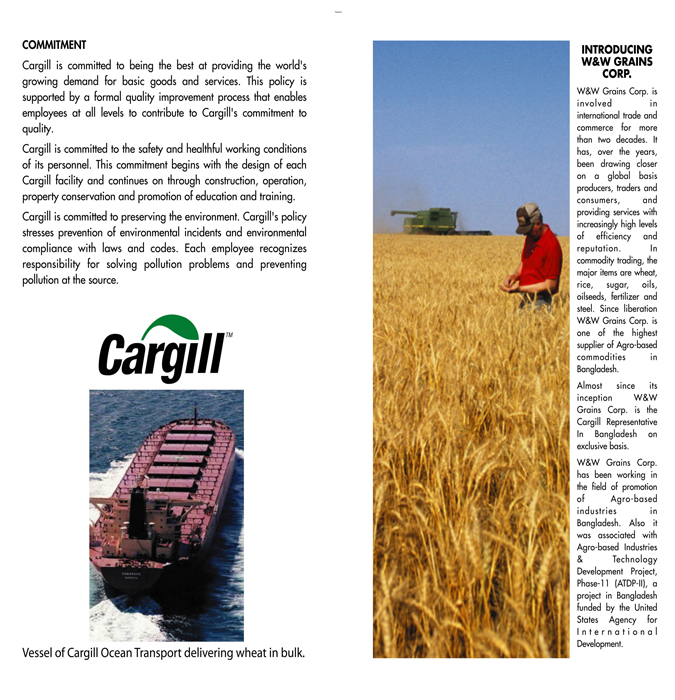 COMMITMENT
Cargill is committed to being the best at providing the world's
growing demand for basic goods and services. This policy is
supported by a formal quality improvement process that enables
employees at all levels to contribute to Cargill's commitment to
quality.
Cargill is committed to the safety and healthful working conditions
of its personnel. This commitment begins with the design of each
Cargill facility and continues on through construction, operation,
property conservation and promotion of education and training.
Cargill is committed to preserving the environment. Cargill's policy
stresses prevention of environmental incidents and environmental
compliance with laws and codes. Each employee recognizes
responsibility for solving pollution problems and preventing
pollution at the source.
Cargill™
Vessel of Cargill Ocean Transport delivering wheat in bulk.
INTRODUCING
W&W GRAINS
CORP.
W&W Grains Corp. is
involved in
international trade and
commerce for more
than two decades. It
has, over the years,
been drawing closer
on a global basis
producers, traders and
consumers, and
providing services with
increasingly high levels
of efficiency and
reputation. In
commodity trading, the
major items are wheat,
rice, sugar, oils,
oilseeds, fertilizer and
steel. Since liberation
W&W Grains Corp. is
one of the highest
supplier of Agro-based
commodities in
Bangladesh.
Almost since its
inception W&W
Grains Corp. is the
Cargill Representative
In Bangladesh on
exclusive basis.
W&W Grains Corp.
has been working in
the field of promotion
of Agro-based
industries in
Bangladesh. Also it
was associated with
Agro-based Industries
& Technology
Development Project,
Phase-11 (ATDP-II), a
project in Bangladesh
funded by the United
States Agency for
International
Development.